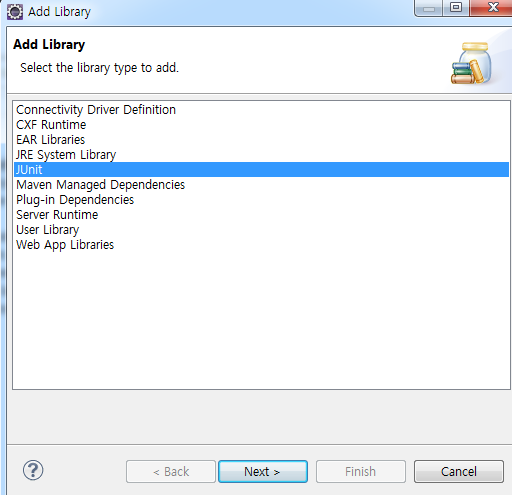 Add Library
Add Library
Select the library type to add.
Connectivity Driver Definition
CXF Runtime
EAR Libraries
JRE System Library
JUnit
Maven Managed Dependencies
Plug-in Dependencies
Server Runtime
User Library
Web App Libraries
?
< Back Next > Finish Cancel